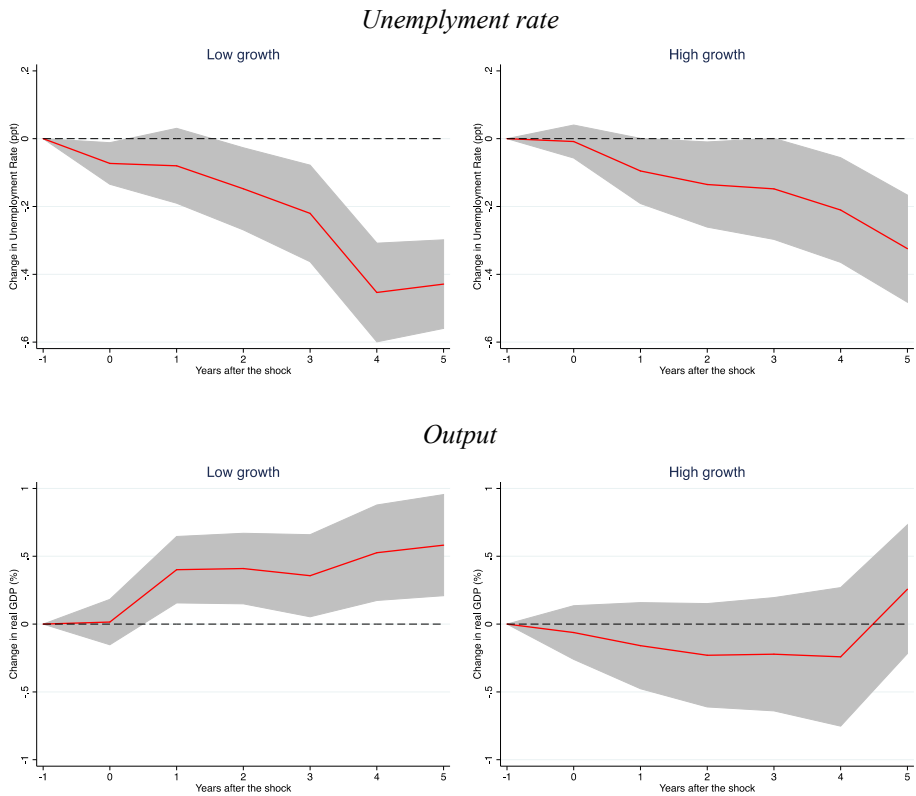 Unemplyment rate
Low growth
High growth
Change in Unemployment Rate (ppt)
.2
0
-.2
-.4
-.6
-1 0 1 2 3 4 5
Years after the shock
Change in Unemployment Rate (ppt)
.2
0
-.2
-.4
-.6
-1 0 1 2 3 4 5
Years after the shock
Output
Low growth
High growth
Change in real GDP (%)
1
.5
0
-.5
-1
-1 0 1 2 3 4 5
Years after the shock
Change in real GDP (%)
1
.5
0
-.5
-1
-1 0 1 2 3 4 5
Years after the shock